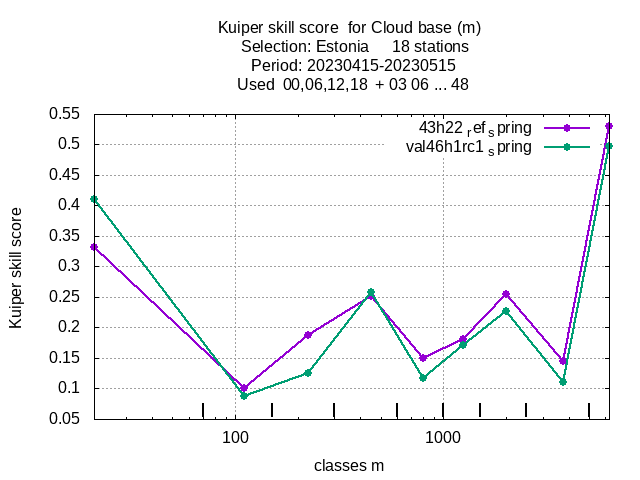 Kuiper skill score  for Cloud base (m)
Selection: Estonia     18 stations
Period: 20230415-20230515
Used  00,06,12,18  + 03 06 ... 48
43h22 ref spring
val46h1rc1 spring
Kuiper skill score
0.55
0.5
0.45
0.4
0.35
0.3
0.25
0.2
0.15
0.1
0.05
100
1000
classes m